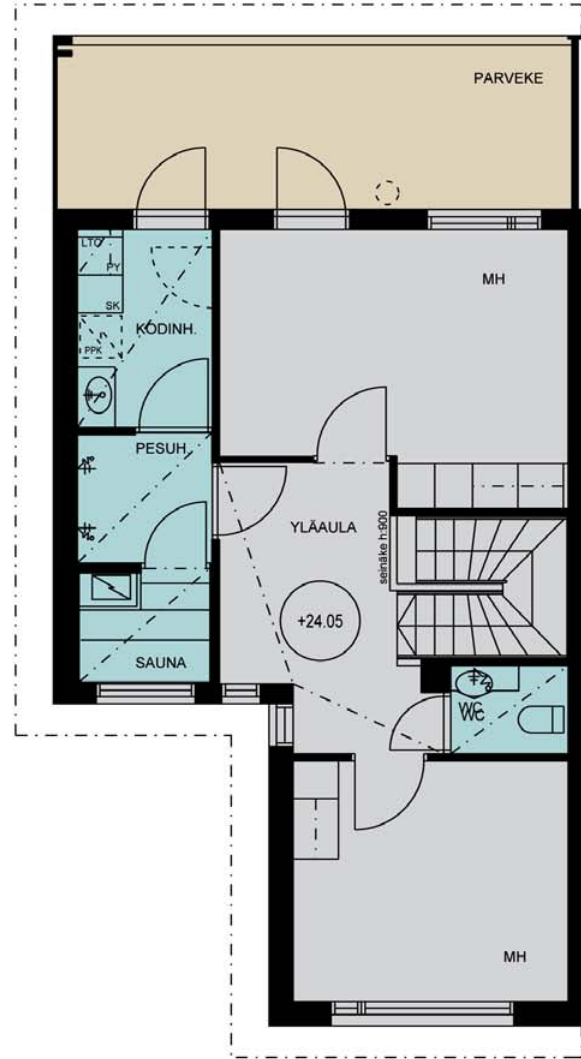 PARVEKE
LTO
PY
MH
SK
KODINH.
PPK
PESUH.
YLÄAULA
seinäke h:900
+24.05
SAUNA
WC
WC
MH